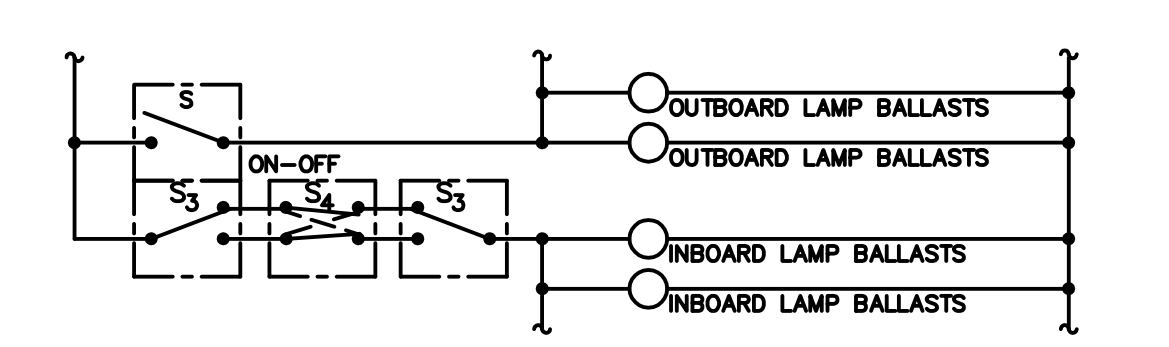 S
OUTBOARD LAMP BALLASTS
OUTBOARD LAMP BALLASTS
ON-OFF
S3 S4 S3
INBOARD LAMP BALLASTS
INBOARD LAMP BALLASTS